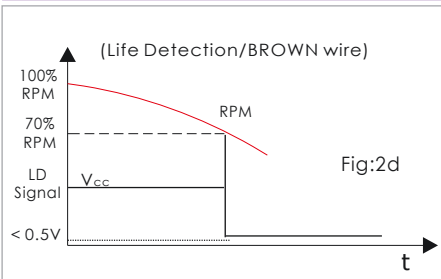 (Life Detection/BROWN wire)
100%
RPM
RPM
70%
RPM
Fig:2d
LD
Signal
Vcc
< 0.5V
t